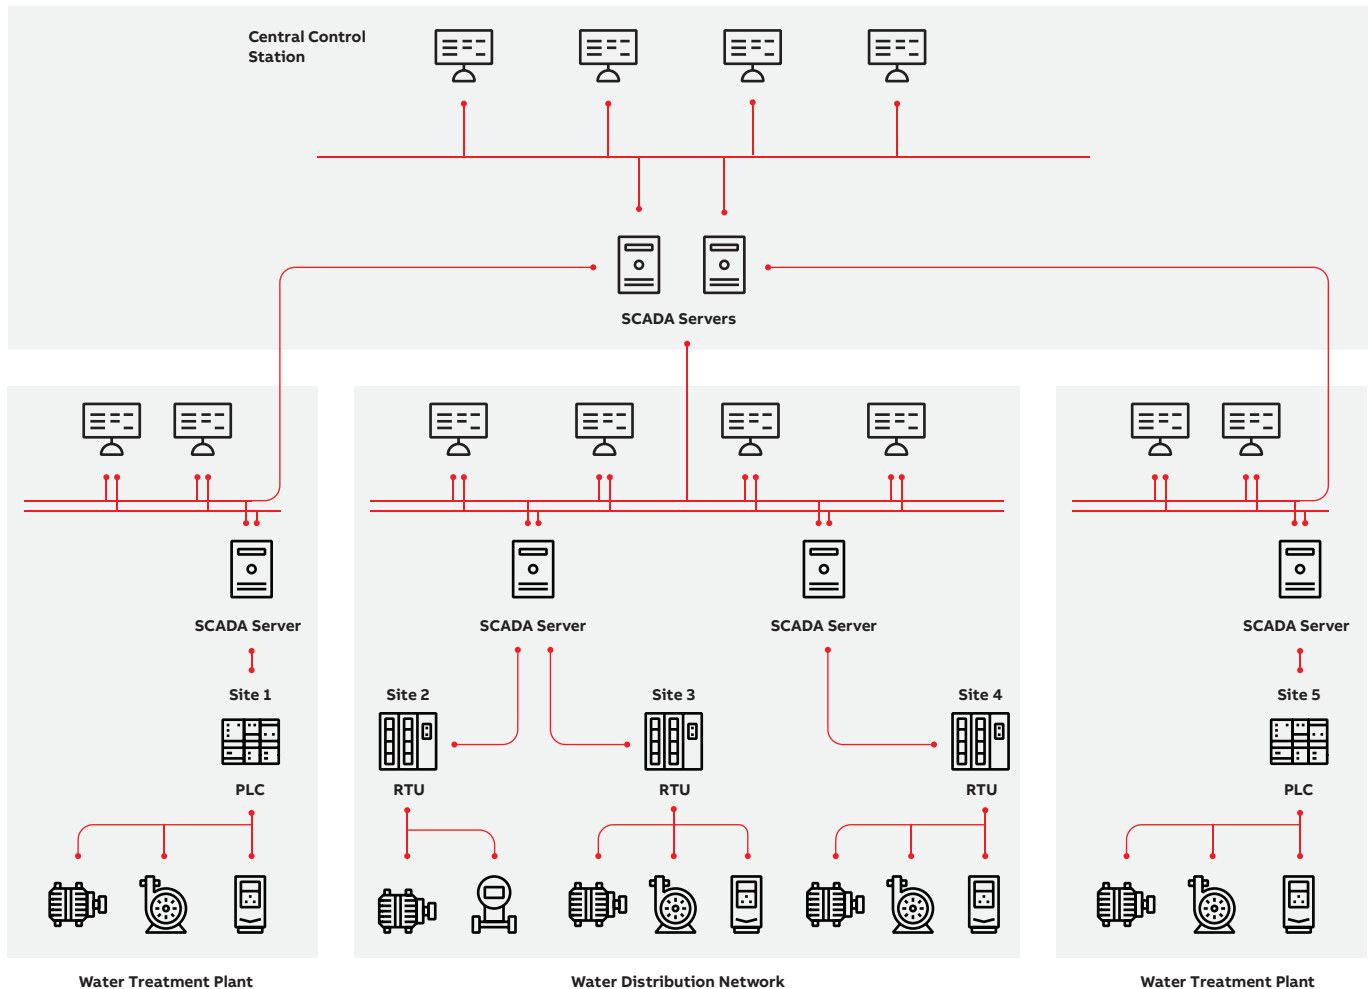 Central Control
Station
SCADA Servers
SCADA Server
SCADA Server
SCADA Server
SCADA Server
Site 1
Site 2
Site 3
Site 4
Site 5
PLC
RTU
RTU
RTU
PLC
Water Treatment Plant
Water Distribution Network
Water Treatment Plant